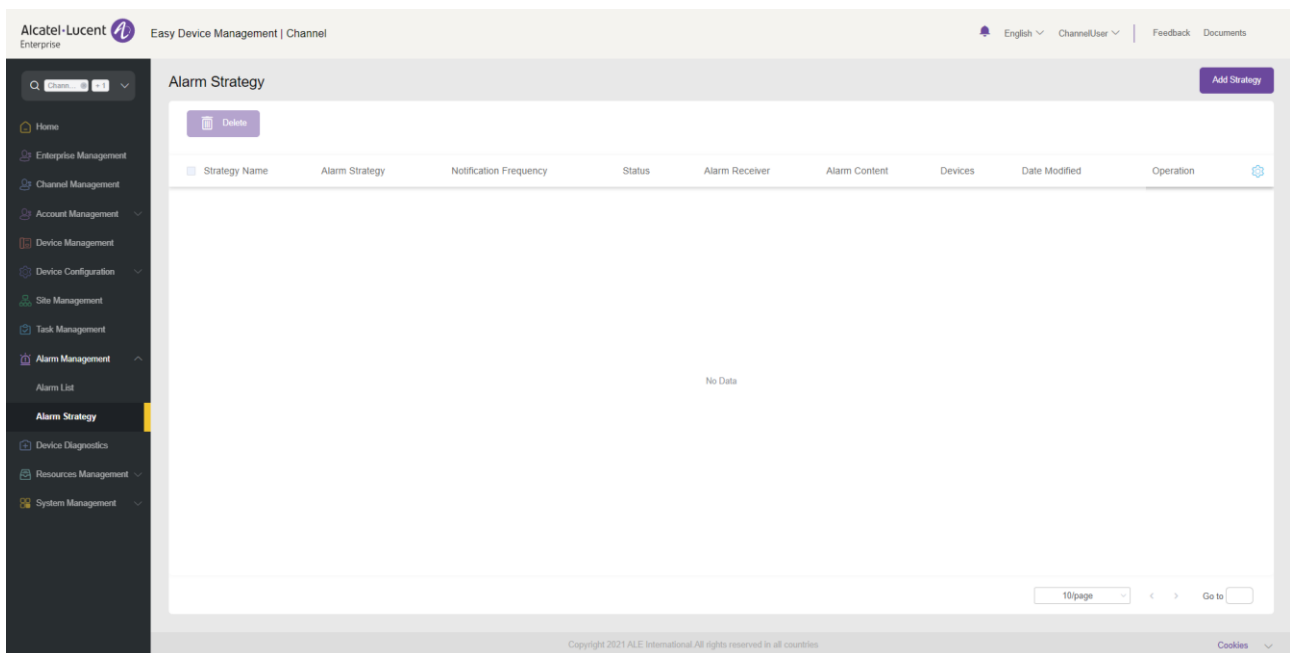 Alcatel·Lucent
Enterprise
Easy Device Management | Channel
English
ChannelUser
Feedback
Documents
Chann...
+ 1
Home
Enterprise Management
Channel Management
Account Management
Device Management
Device Configuration
Site Management
Task Management
Alarm Management
Alarm List
Alarm Strategy
Device Diagnostics
Resources Management
System Management
Alarm Strategy
Add Strategy
Delete
Strategy Name Alarm Strategy Notification Frequency Status Alarm Receiver Alarm Content Devices Date Modified Operation
No Data
10/page
Go to
Copyright 2021 ALE International.All rights reserved in all countries
Cookies